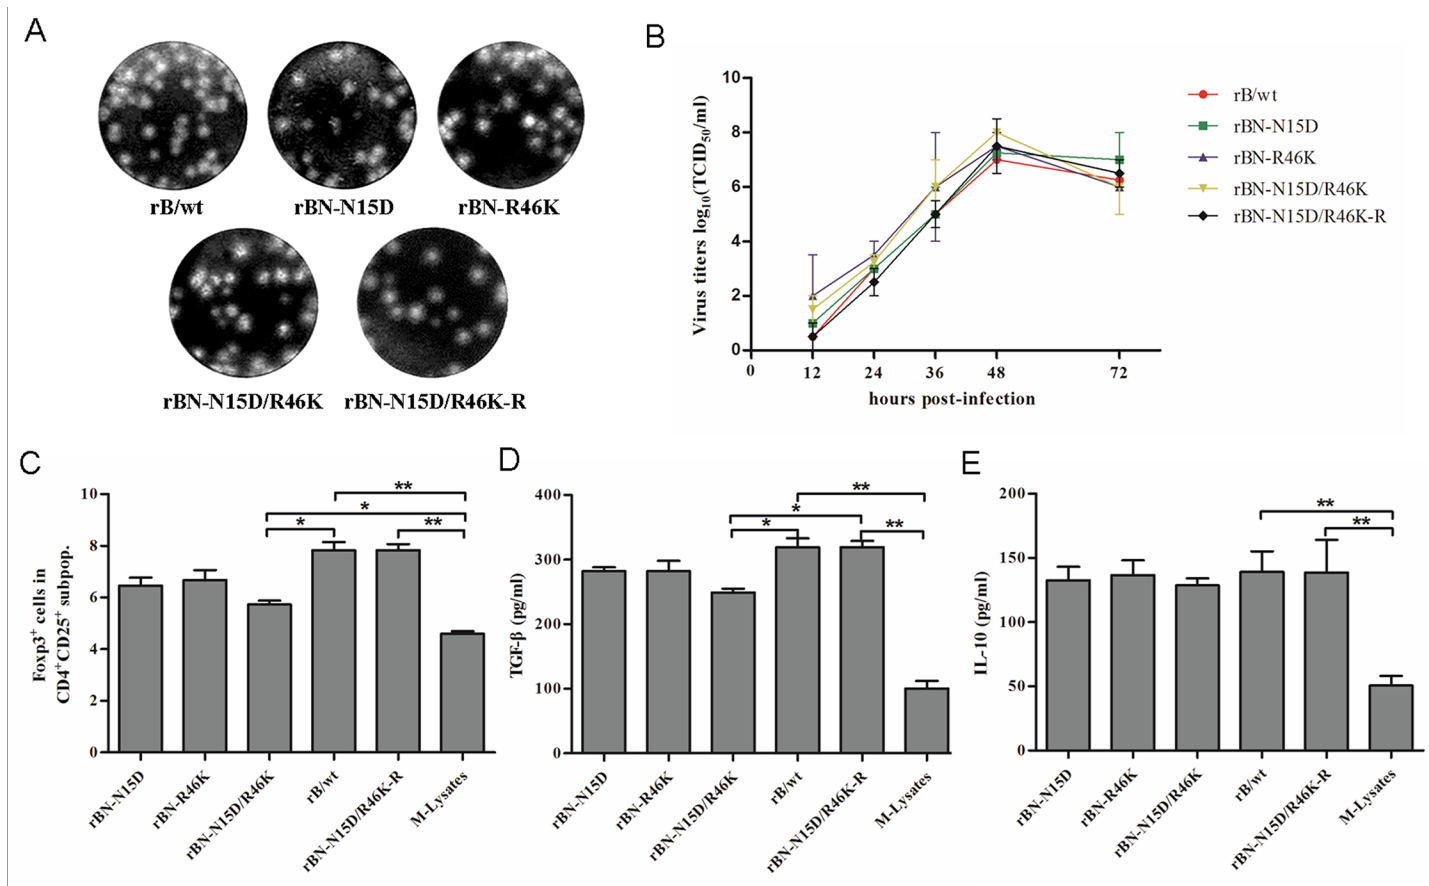 A
rB/wt
rBN-N15D
rBN-R46K
rBN-N15D/R46K
rBN-N15D/R46K-R
B
Virus titers log₁₀(TCID₅₀/ml)
10
8
6
4
2
0
0
12
24
36
48
72
hours post-infection
rB/wt
rBN-N15D
rBN-R46K
rBN-N15D/R46K
rBN-N15D/R46K-R
C
Foxp3⁺ cells in
CD4⁺CD25⁺ subpop.
10
8
6
4
2
0
**
*
*
**
rBN-N15D
rBN-R46K
rBN-N15D/R46K
rB/wt
rBN-N15D/R46K-R
M-Lysates
D
TGF-β (pg/ml)
400
300
200
100
0
**
*
*
**
rBN-N15D
rBN-R46K
rBN-N15D/R46K
rB/wt
rBN-N15D/R46K-R
M-Lysates
E
IL-10 (pg/ml)
200
150
100
50
0
**
**
rBN-N15D
rBN-R46K
rBN-N15D/R46K
rB/wt
rBN-N15D/R46K-R
M-Lysates